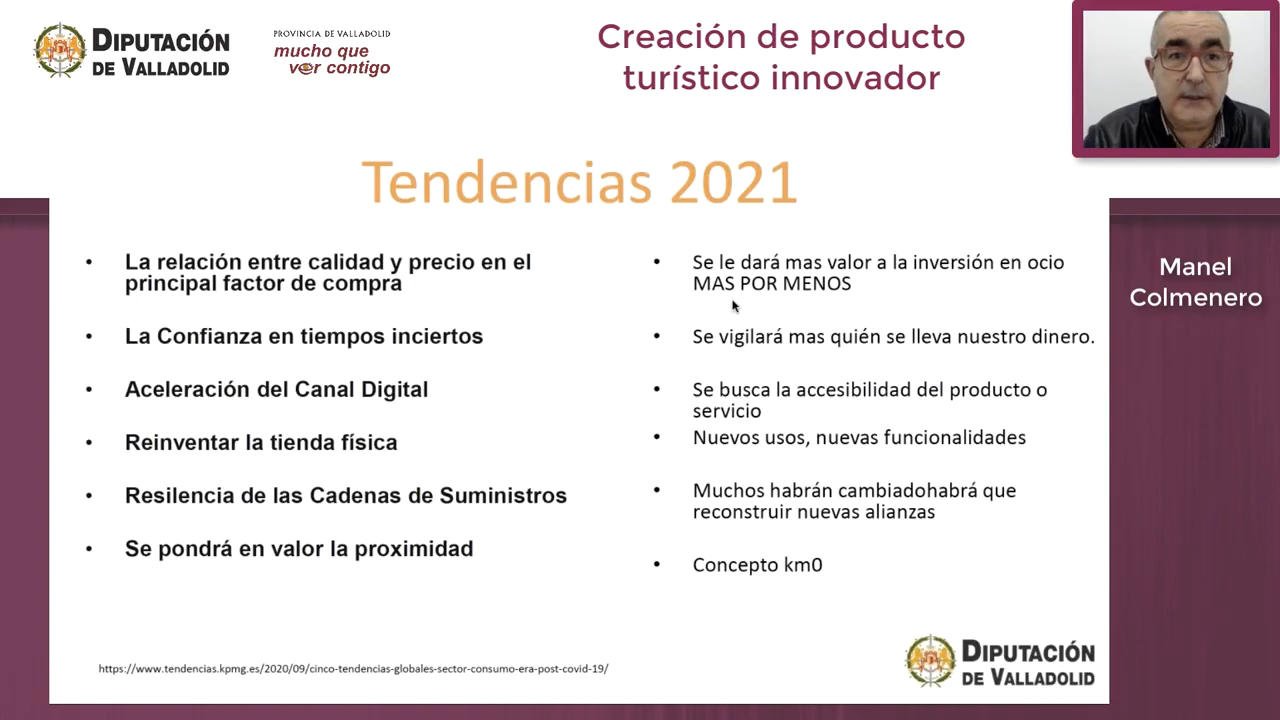 DIPUTACIÓN
DE VALLADOLID
PROVINCIA DE VALLADOLID
mucho que
ver contigo
Creación de producto
turístico innovador
Tendencias 2021
• La relación entre calidad y precio en el
principal factor de compra
• La Confianza en tiempos inciertos
• Aceleración del Canal Digital
• Reinventar la tienda física
• Resilencia de las Cadenas de Suministros
• Se pondrá en valor la proximidad
• Se le dará mas valor a la inversión en ocio
MAS POR MENOS
• Se vigilará mas quién se lleva nuestro dinero.
• Se busca la accesibilidad del producto o
servicio
• Nuevos usos, nuevas funcionalidades
• Muchos habrán cambiadohabrá que
reconstruir nuevas alianzas
• Concepto km0
Manel
Colmenero
https://www.tendencias.kpmg.es/2020/09/cinco-tendencias-globales-sector-consumo-era-post-covid-19/
DIPUTACIÓN
DE VALLADOLID